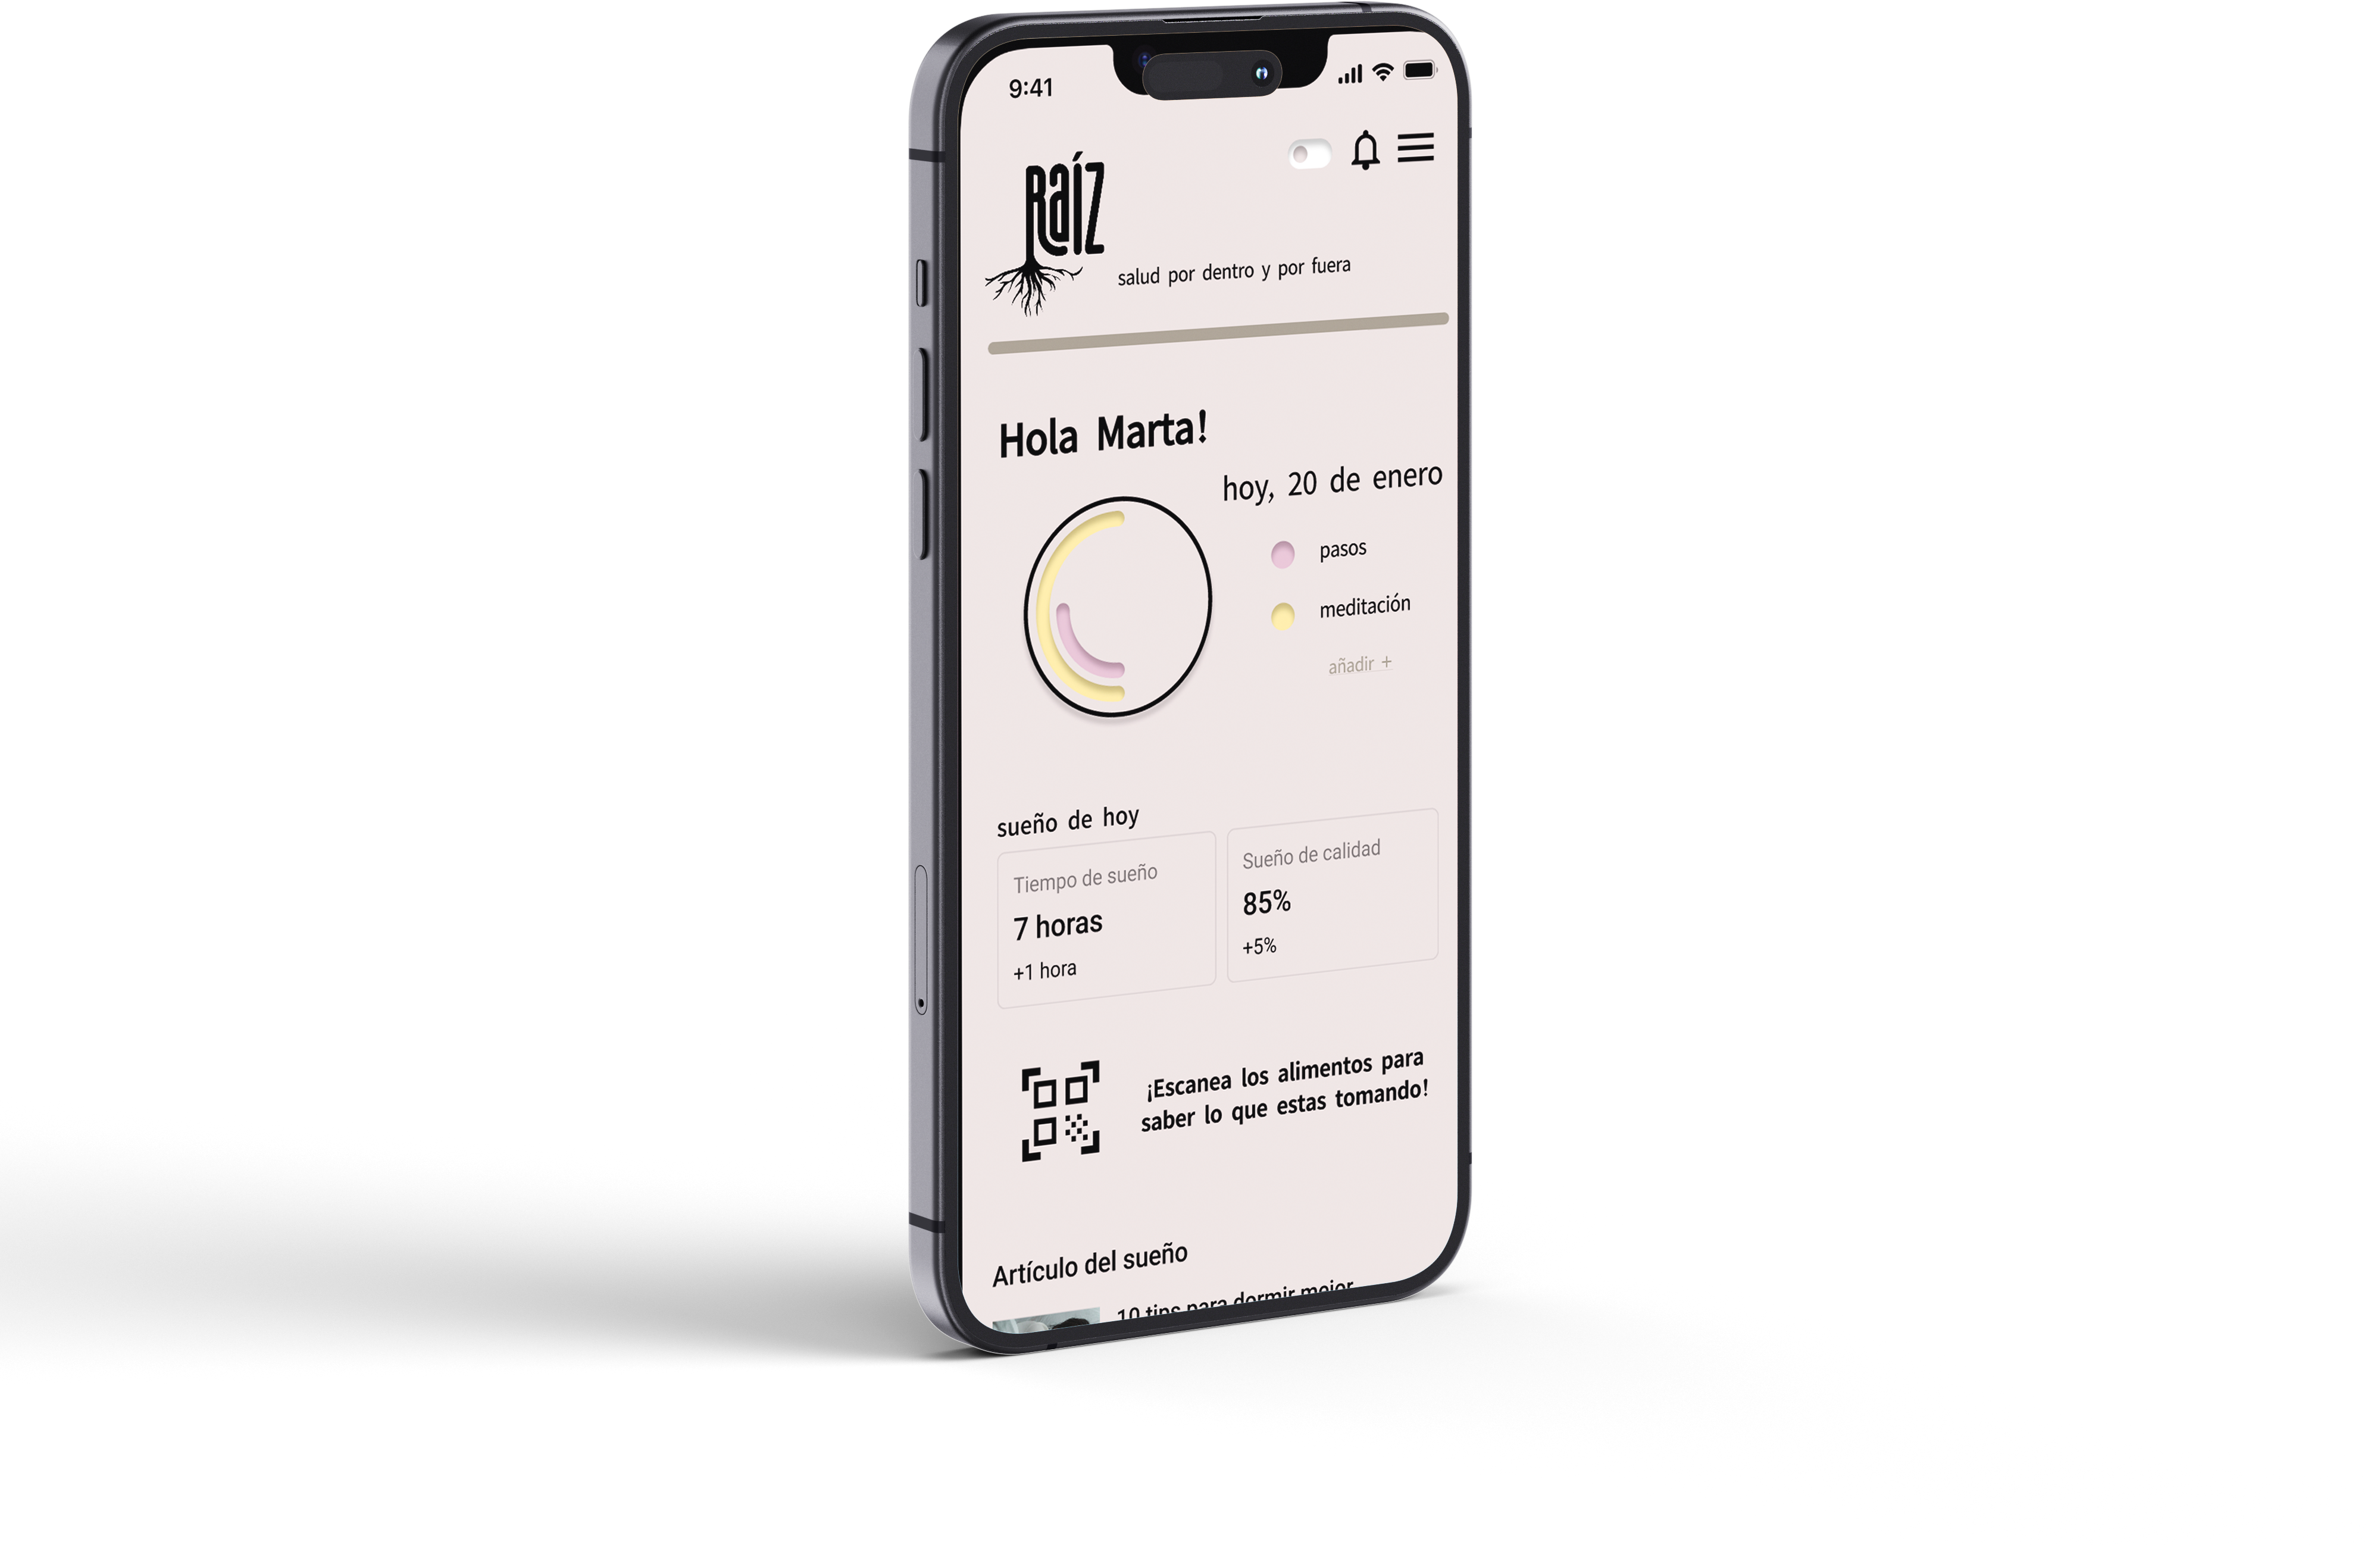 9:41
Raíz
salud por dentro y por fuera
Hola Marta!
hoy, 20 de enero
pasos
meditación
añadir +
sueño de hoy
Tiempo de sueño
7 horas
+1 hora
Sueño de calidad
85%
+5%
¡Escanea los alimentos para
saber lo que estas tomando!
Artículo del sueño
10 tips para dormir mejor